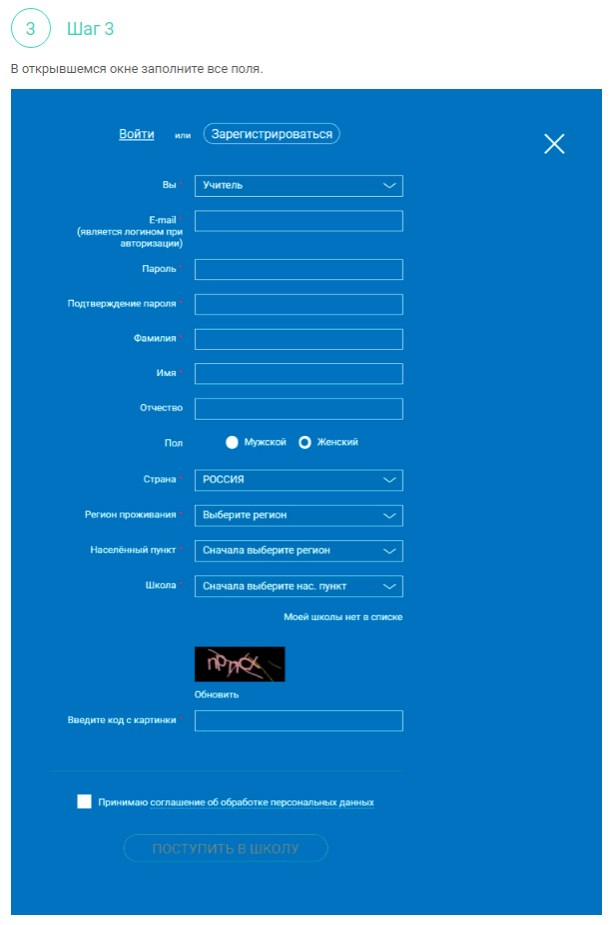 3 Шаг 3
В открывшемся окне заполните все поля.
Войти или Зарегистрироваться
Вы Учитель
E-mail *
(является логином при
авторизации)
Пароль *
Подтверждение пароля *
Фамилия *
Имя *
Отчество
Пол Мужской Женский
Страна * РОССИЯ
Регион проживания * Выберите регион
Населённый пункт * Сначала выберите регион
Школа * Сначала выберите нас. пункт
Моей школы нет в списке
Обновить
Введите код с картинки *
Принимаю соглашение об обработке персональных данных
ПОСТУПИТЬ В ШКОЛУ